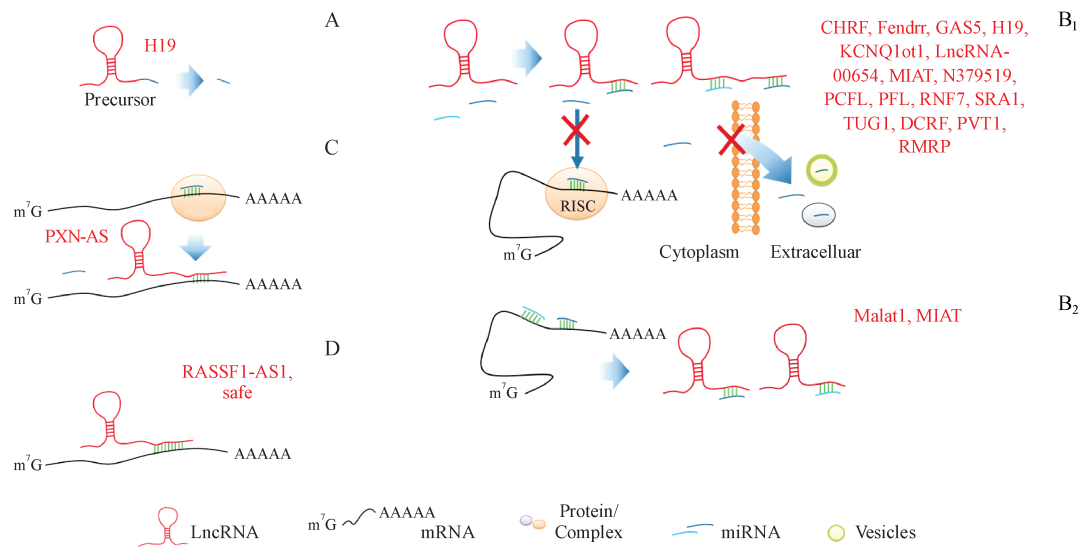 A
H19
Precursor
B1
CHRF, Fendrr, GAS5, H19,
KCNQ1ot1, LncRNA-
00654, MIAT, N379519,
PCFL, PFL, RNF7, SRA1,
TUG1, DCRF, PVT1,
RMRP
RISC
AAAAA
m7G
Cytoplasm
Extracelluar
C
AAAAA
m7G
PXN-AS
AAAAA
m7G
B2
Malat1, MIAT
AAAAA
m7G
D
RASSF1-AS1,
safe
AAAAA
m7G
LncRNA
m7G
AAAAA
mRNA
Protein/
Complex
miRNA
Vesicles